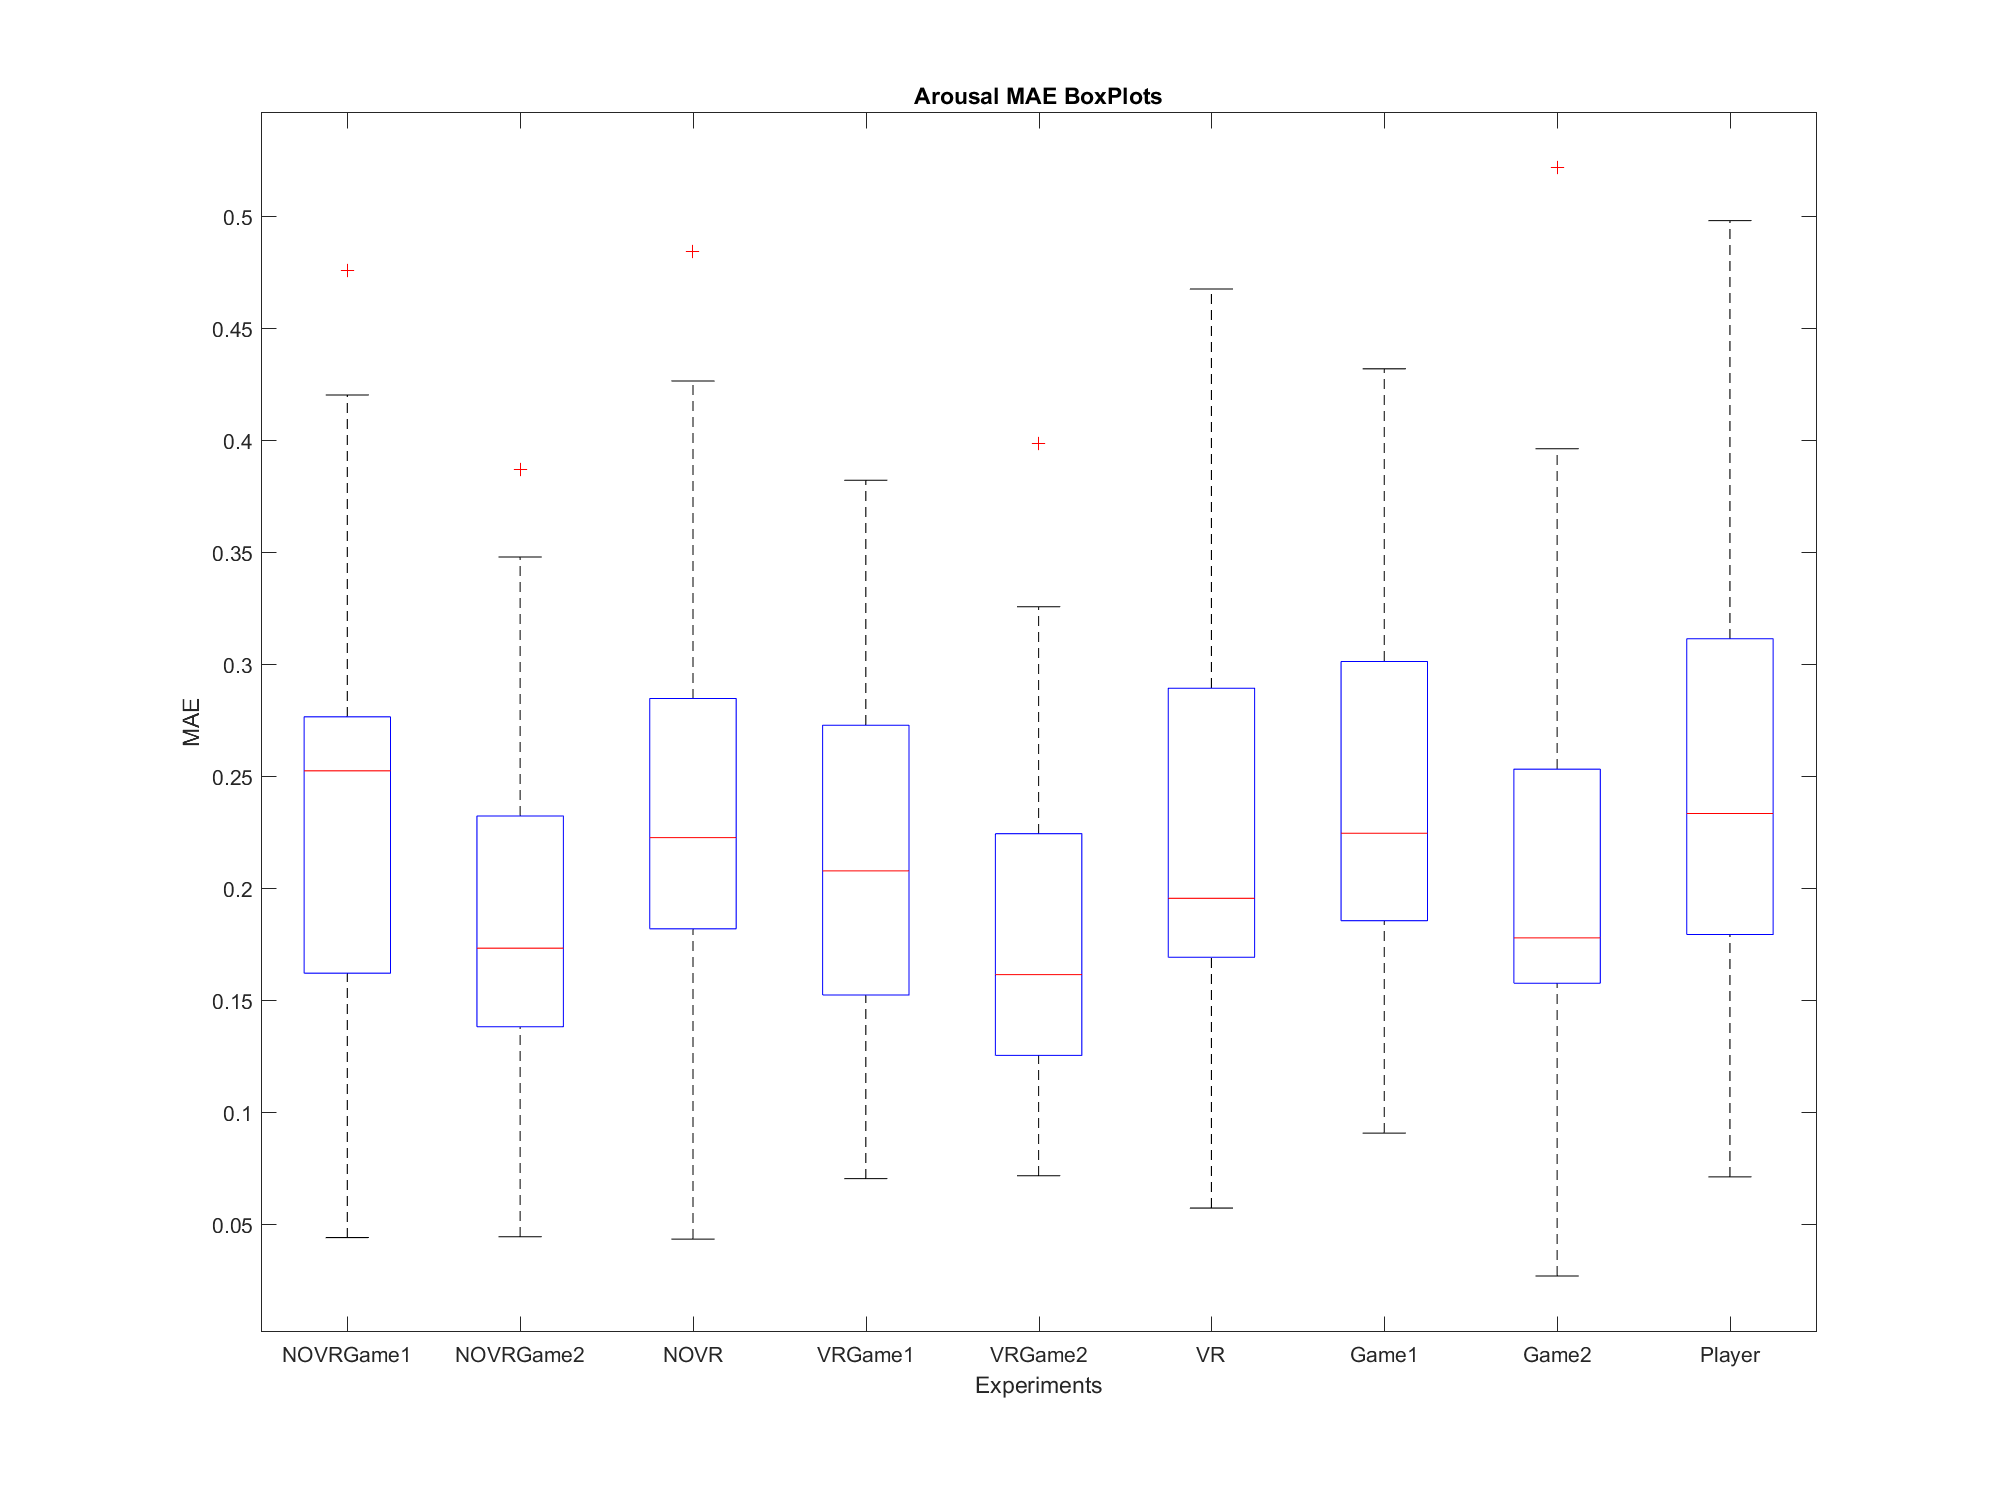 Arousal MAE BoxPlots
0.5
0.45
0.4
0.35
0.3
0.25
0.2
0.15
0.1
0.05
MAE
NOVRGame1 NOVRGame2 NOVR VRGame1 VRGame2 VR Game1 Game2 Player
Experiments